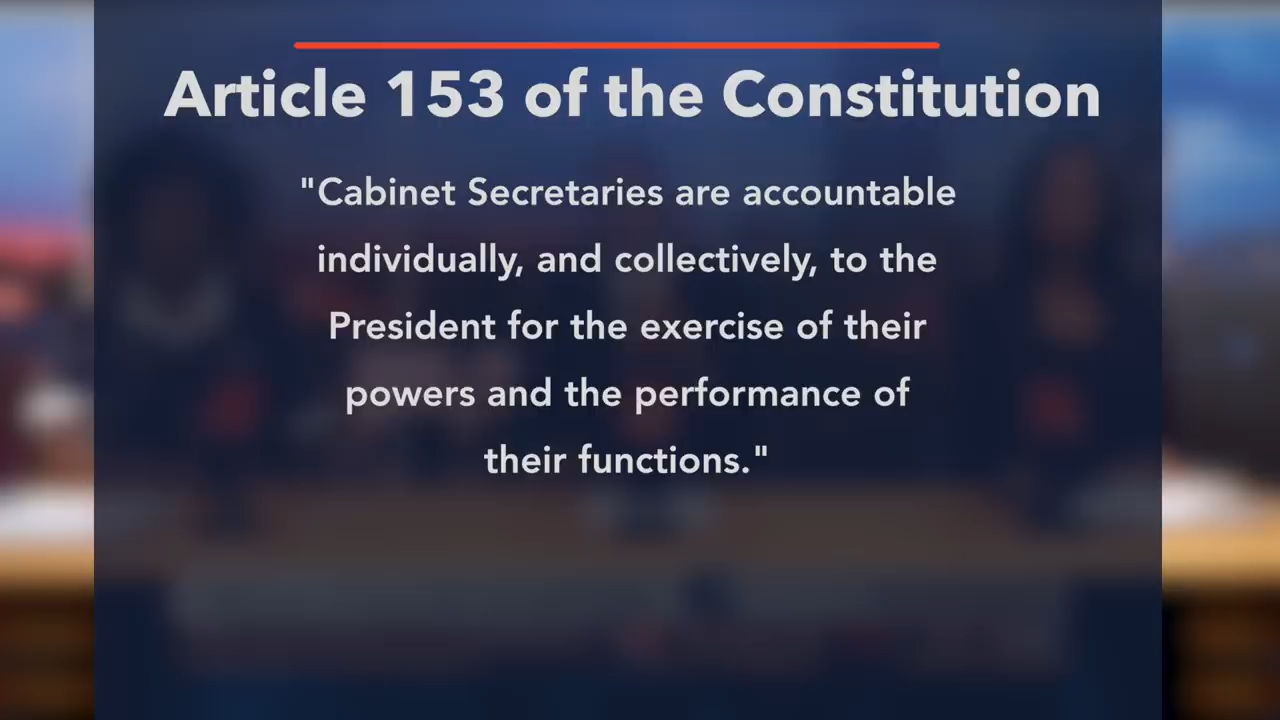 Article 153 of the Constitution
"Cabinet Secretaries are accountable
individually, and collectively, to the
President for the exercise of their
powers and the performance of
their functions."